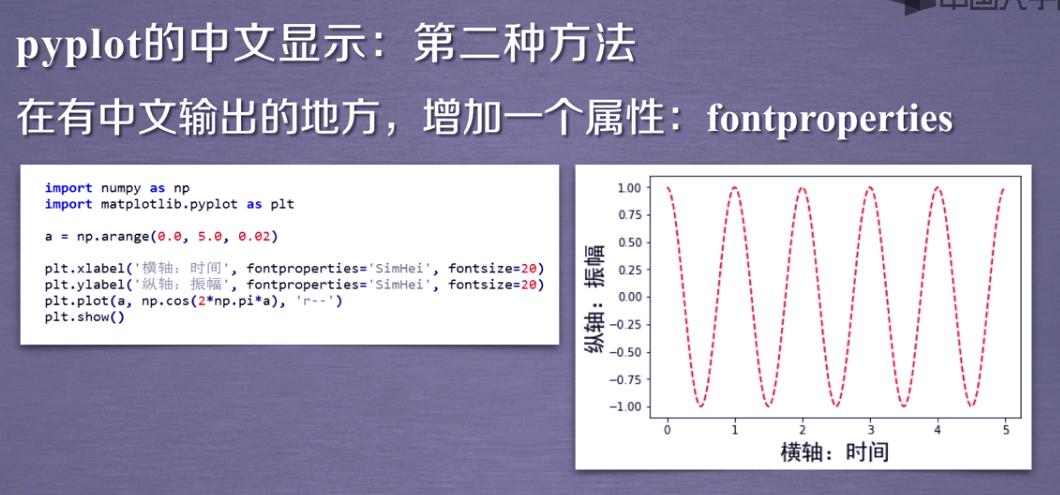 中国大学
pyplot的中文显示：第二种方法
在有中文输出的地方，增加一个属性：fontproperties
import numpy as np
import matplotlib.pyplot as plt
a = np.arange(0.0, 5.0, 0.02)
plt.xlabel('横轴：时间', fontproperties='SimHei', fontsize=20)
plt.ylabel('纵轴：振幅', fontproperties='SimHei', fontsize=20)
plt.plot(a, np.cos(2*np.pi*a), 'r--')
plt.show()
纵轴：振幅
1.00
0.75
0.50
0.25
0.00
−0.25
−0.50
−0.75
−1.00
0 1 2 3 4 5
横轴：时间